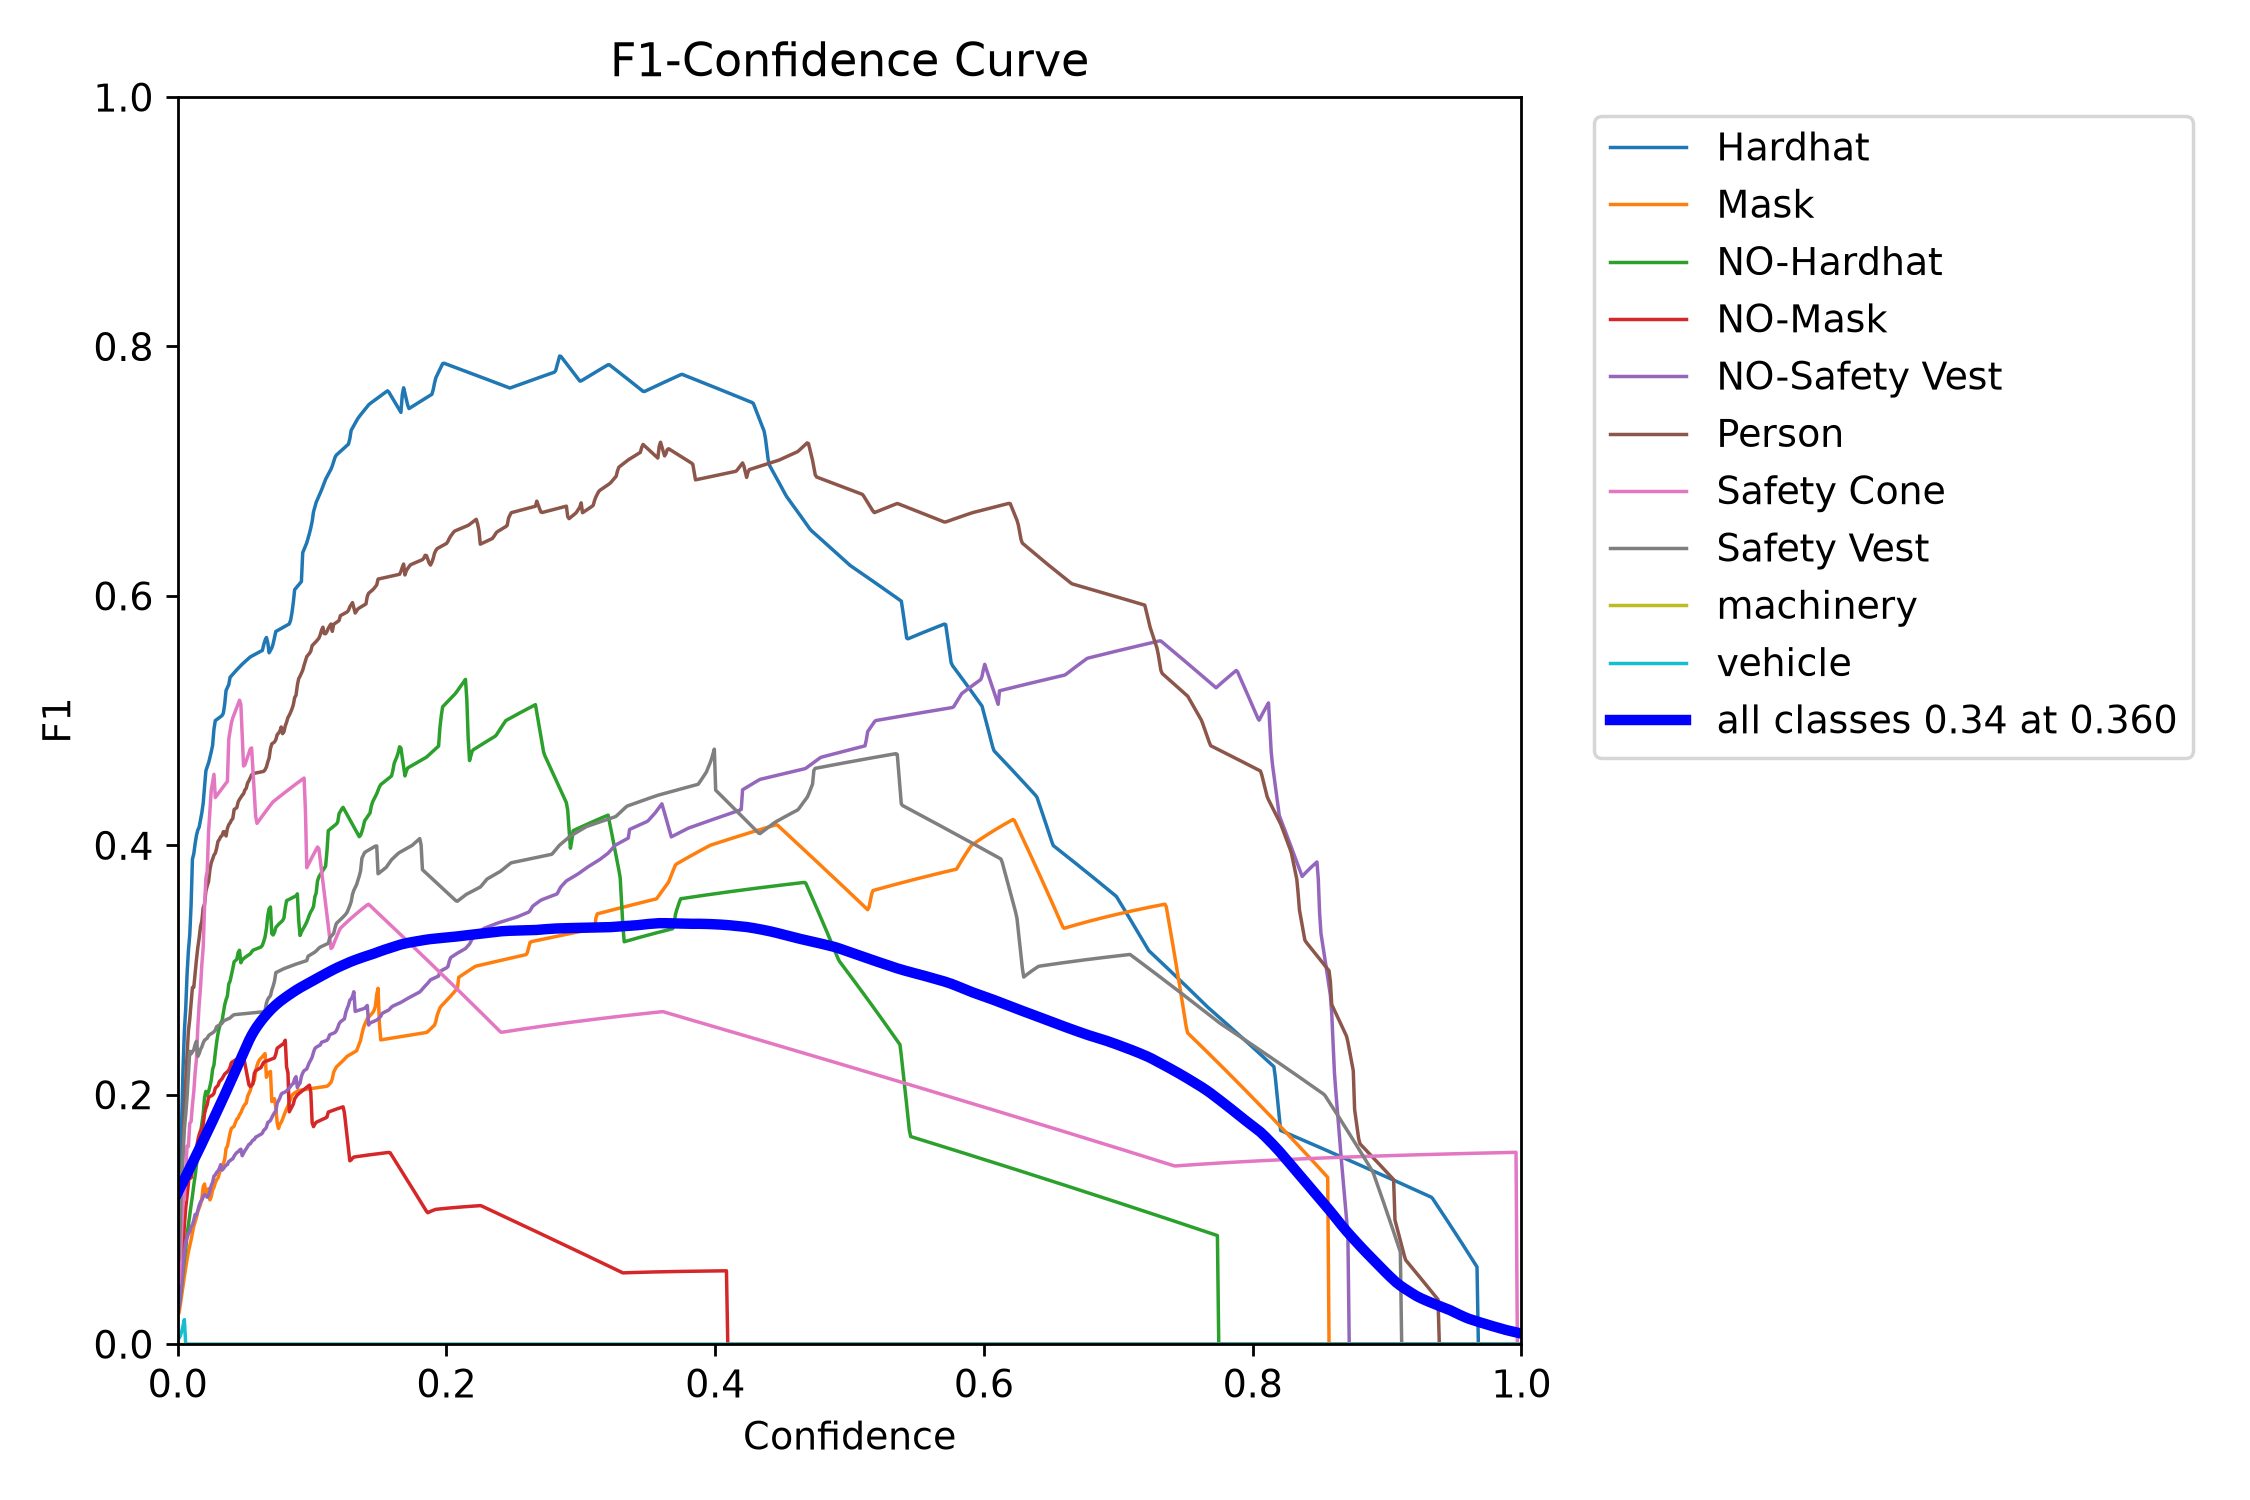 F1-Confidence Curve
1.0
0.8
0.6
0.4
0.2
0.0
F1
0.0 0.2 0.4 0.6 0.8 1.0
Confidence
Hardhat
Mask
NO-Hardhat
NO-Mask
NO-Safety Vest
Person
Safety Cone
Safety Vest
machinery
vehicle
all classes 0.34 at 0.360